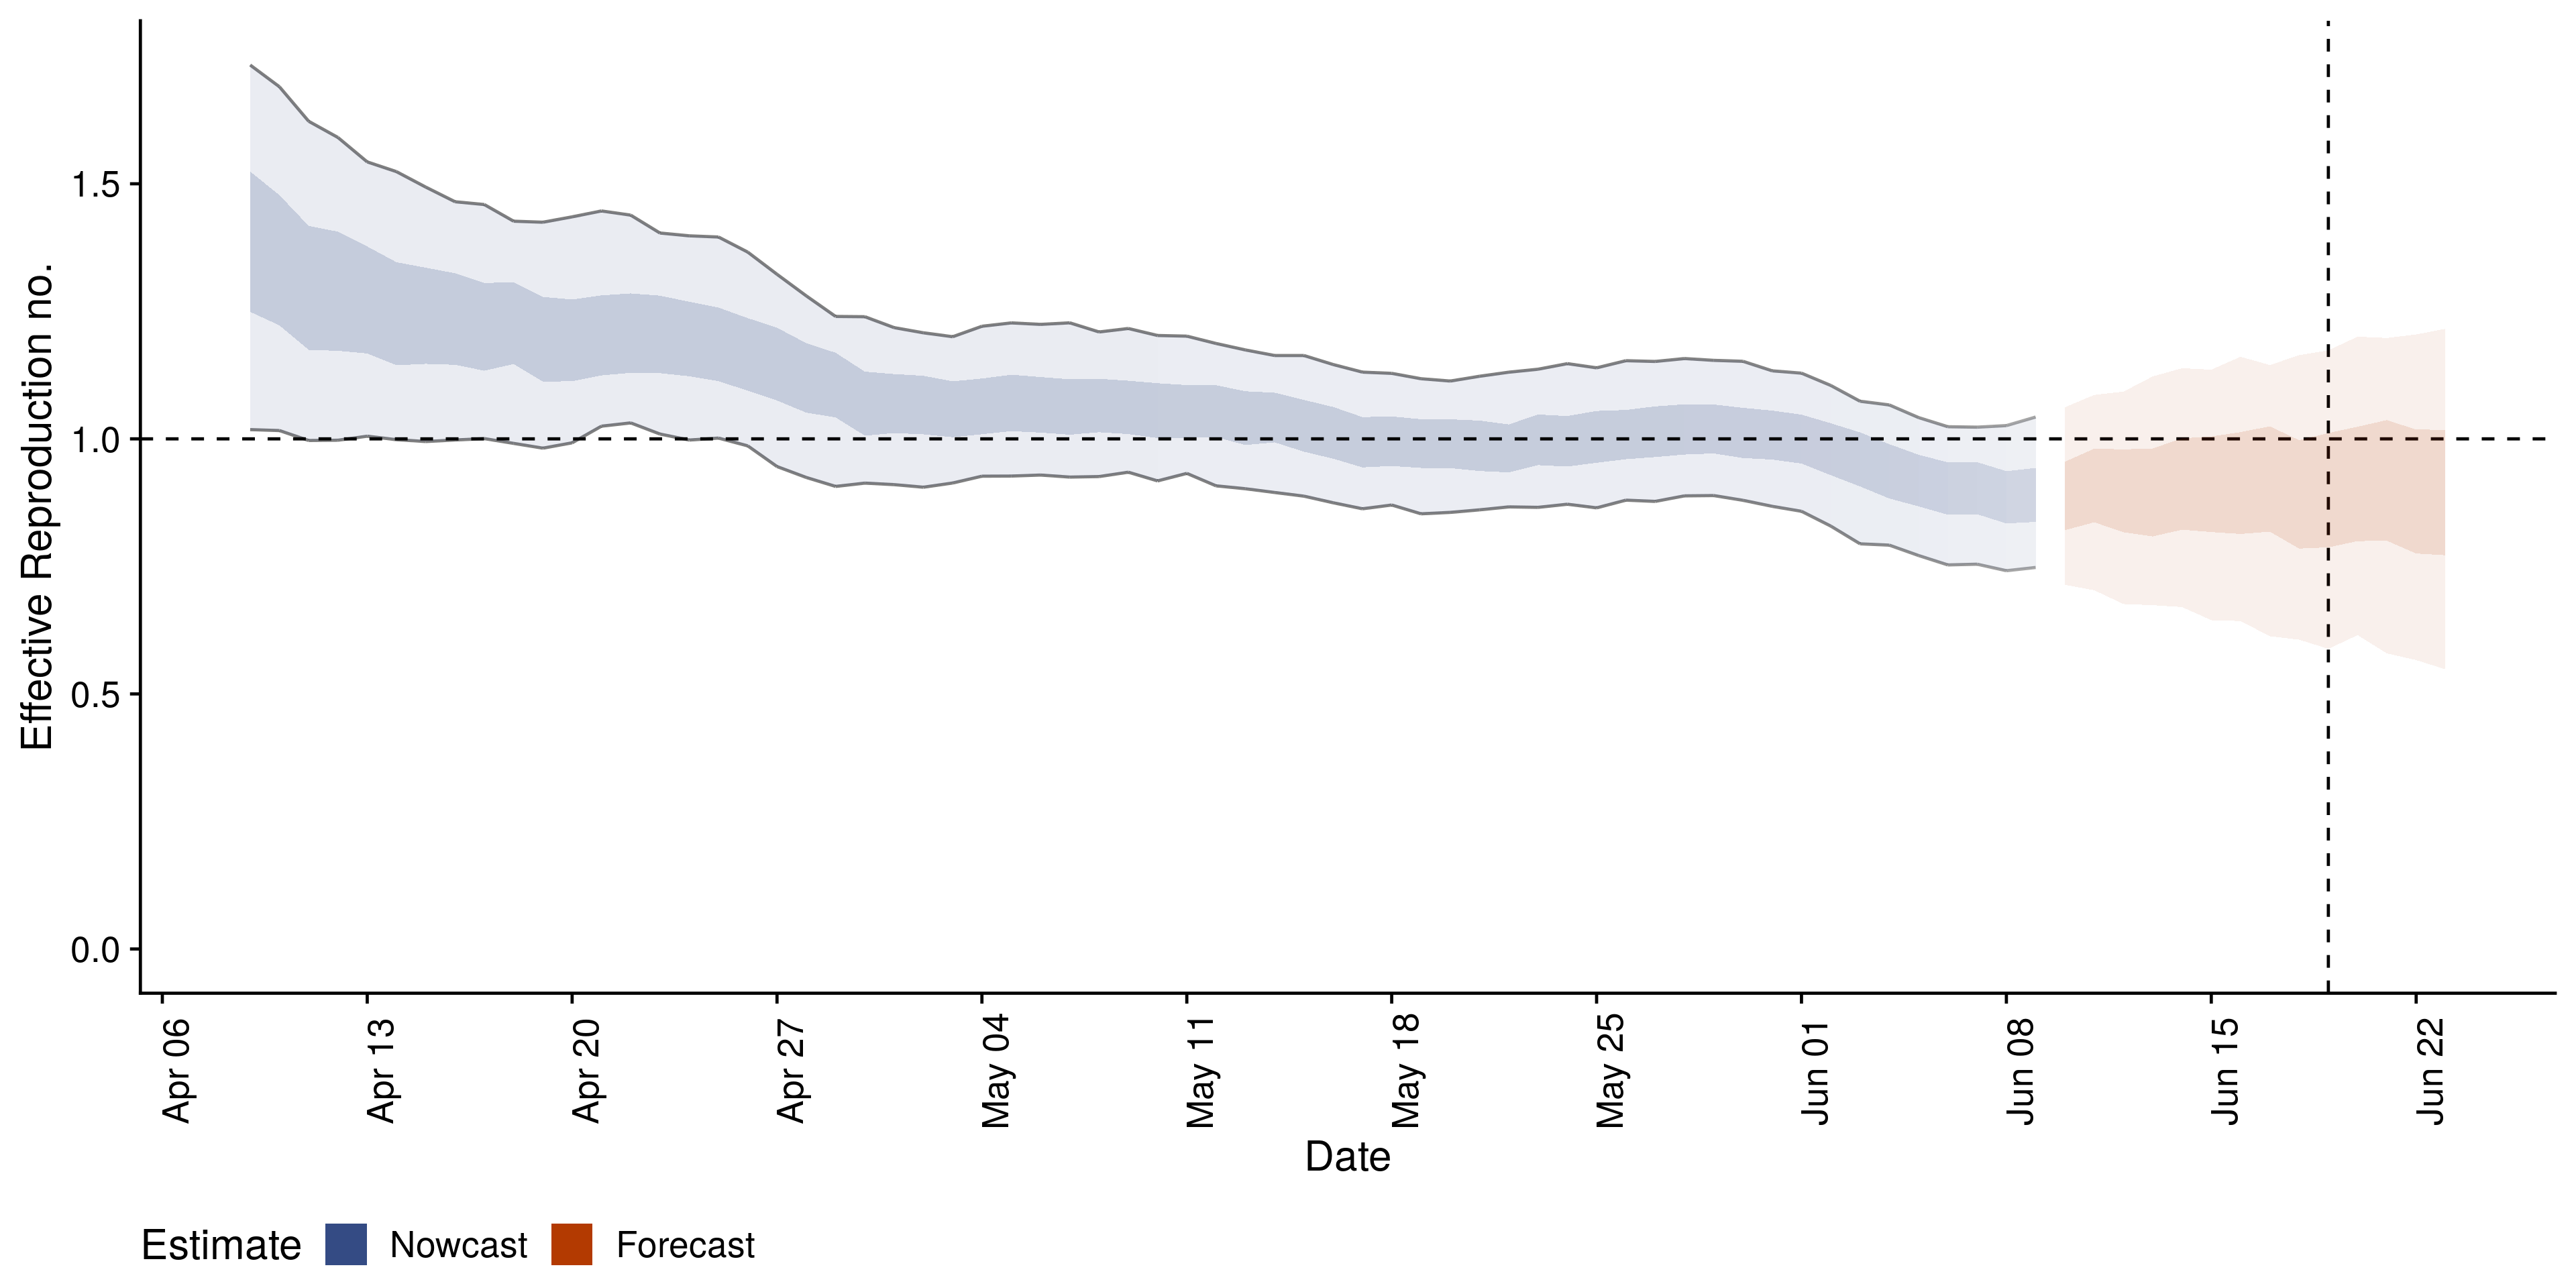 Effective Reproduction no.
1.5
1.0
0.5
0.0
Apr 06
Apr 13
Apr 20
Apr 27
May 04
May 11
May 18
May 25
Jun 01
Jun 08
Jun 15
Jun 22
Date
Estimate Nowcast Forecast